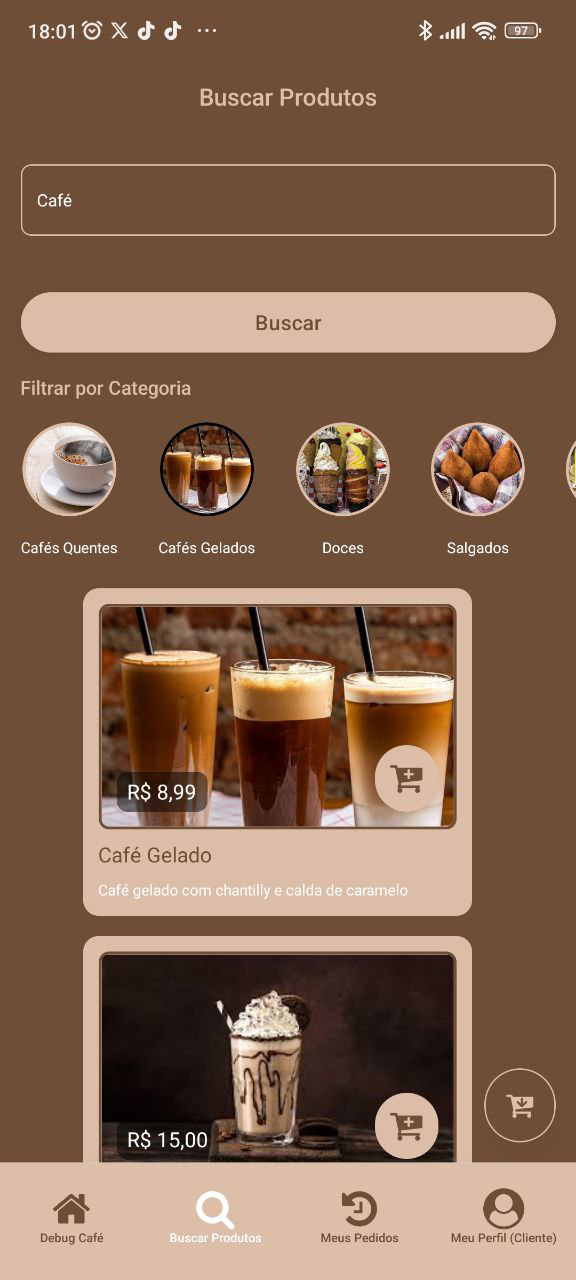 18:01 97
Buscar Produtos
Café
Buscar
Filtrar por Categoria
Cafés Quentes Cafés Gelados Doces Salgados
R$ 8,99
Café Gelado
Café gelado com chantilly e calda de caramelo
R$ 15,00
Debug Café Buscar Produtos Meus Pedidos Meu Perfil (Cliente)